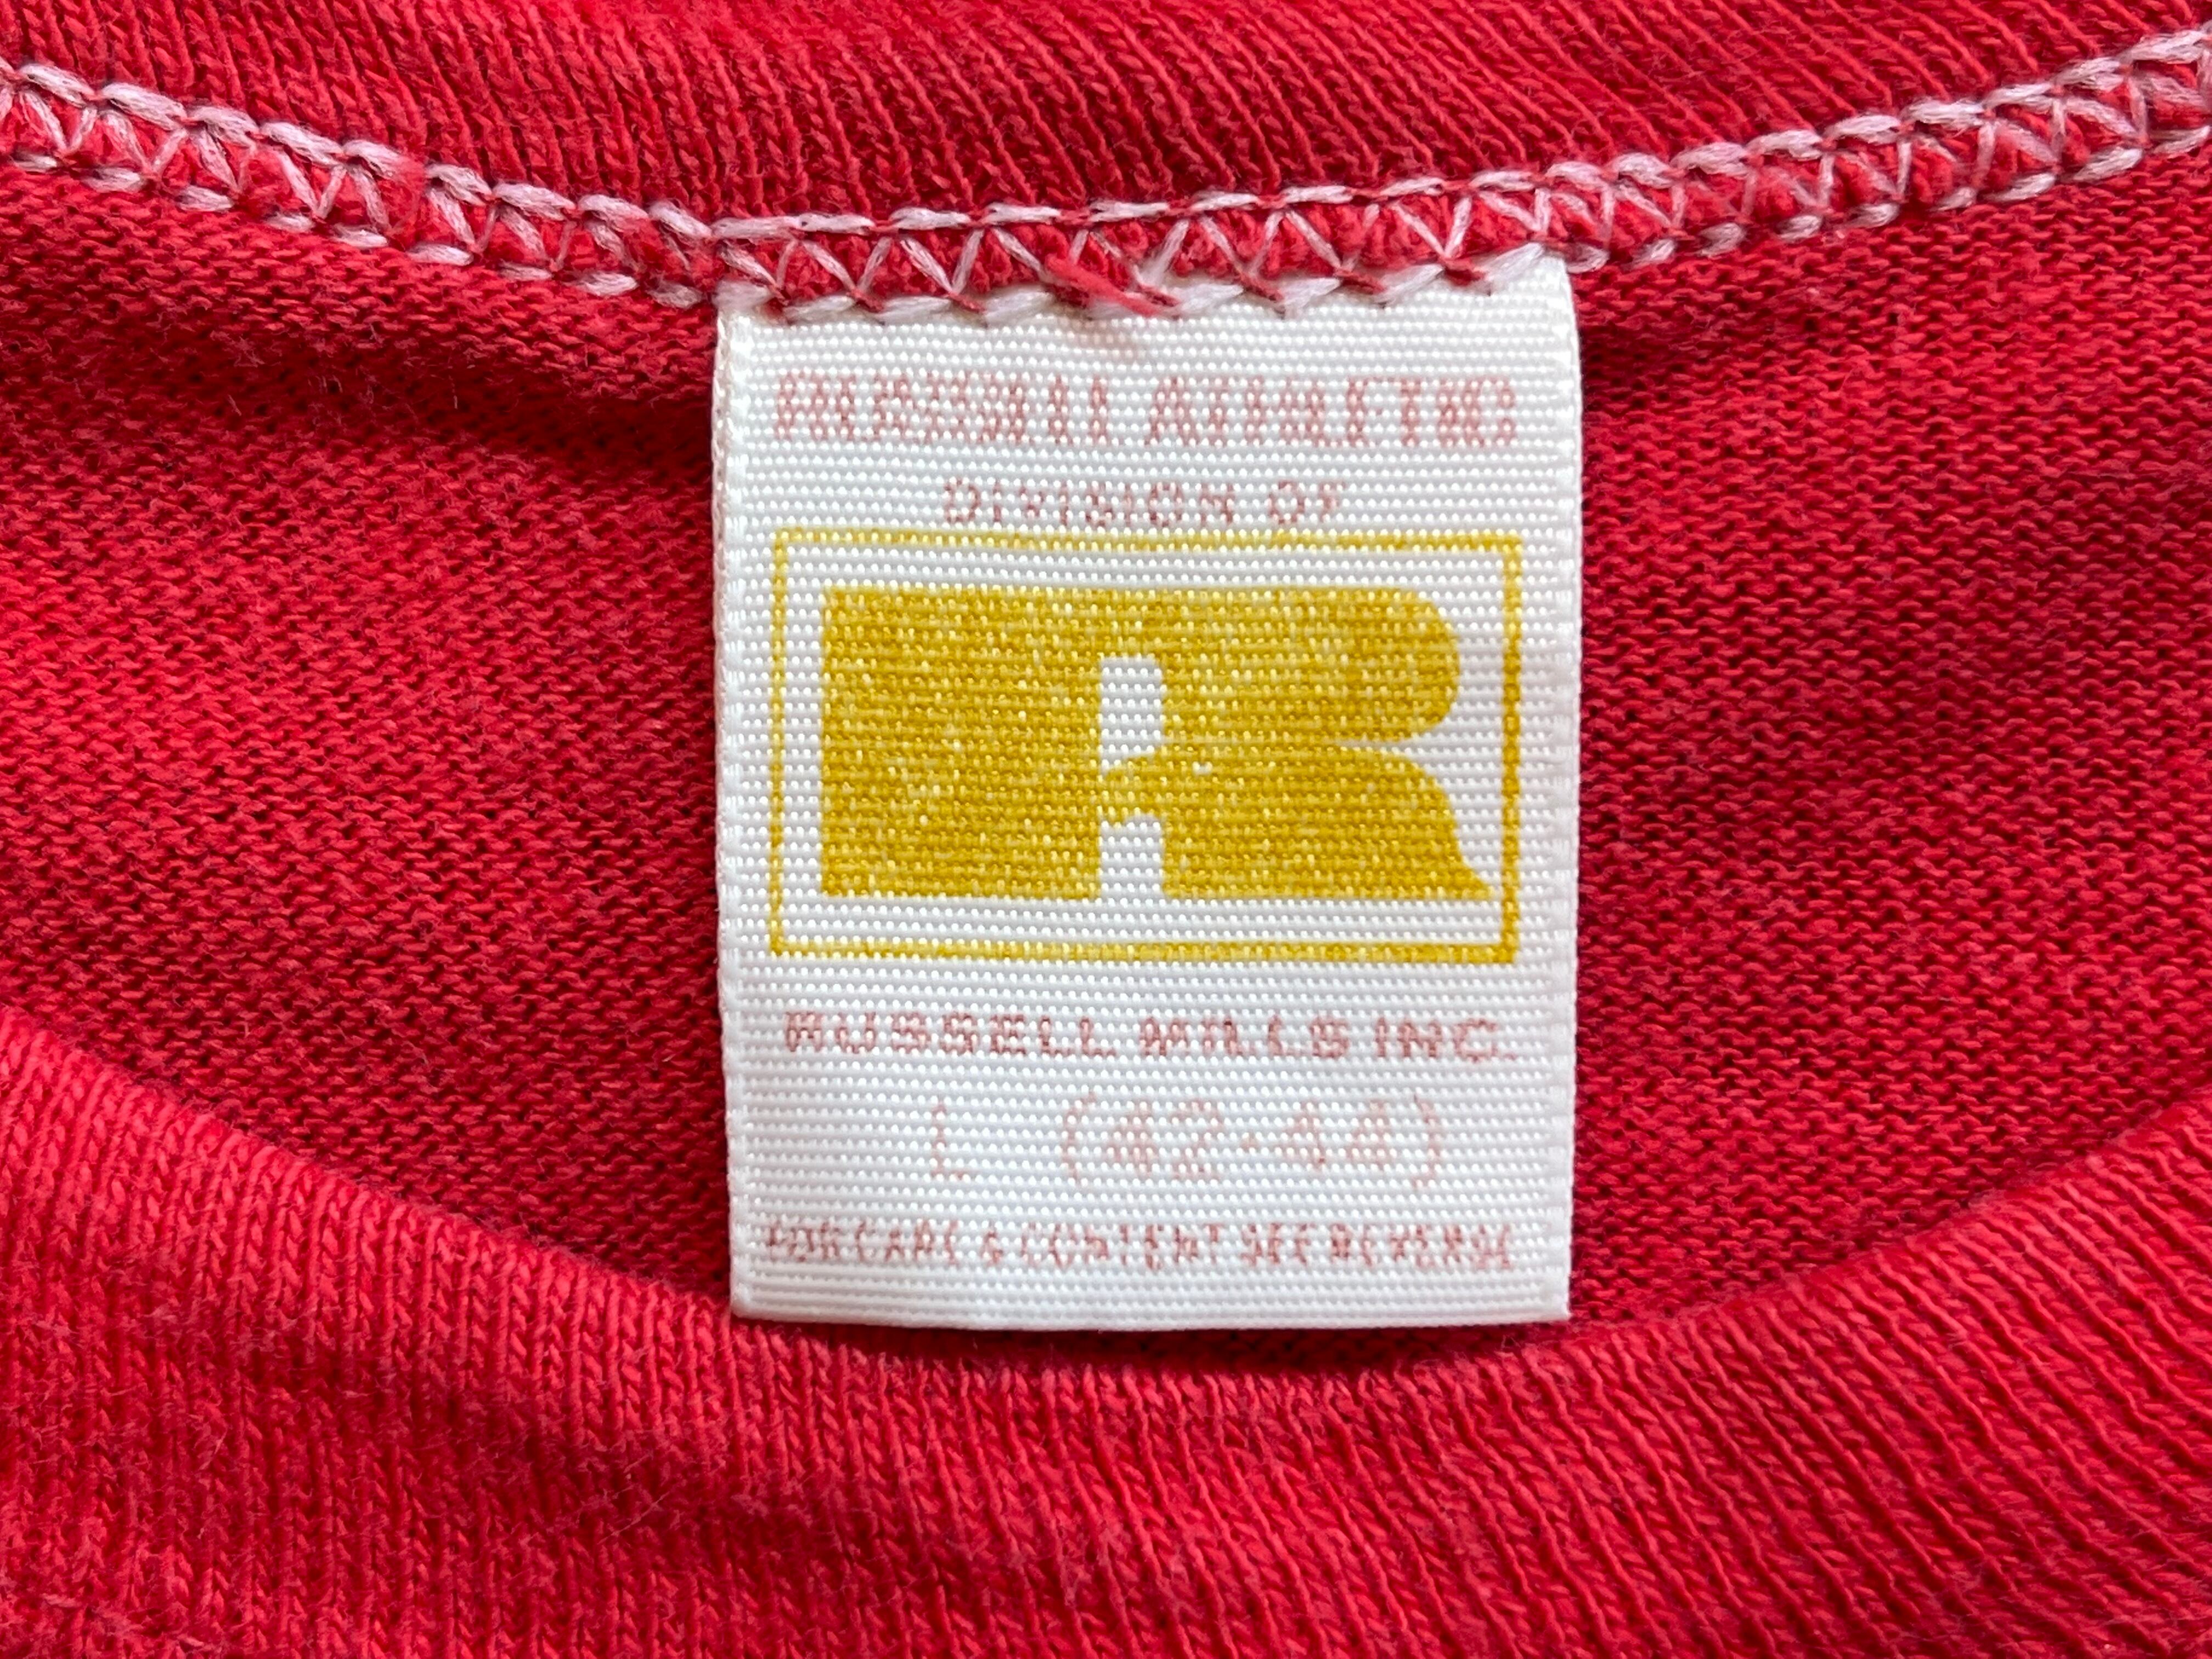 RUSSELL ATHLETIC
DIVISION OF
R
RUSSELL MILLS INC.
L (42-44)
FOR CARE & CONTENT SEE REVERSE